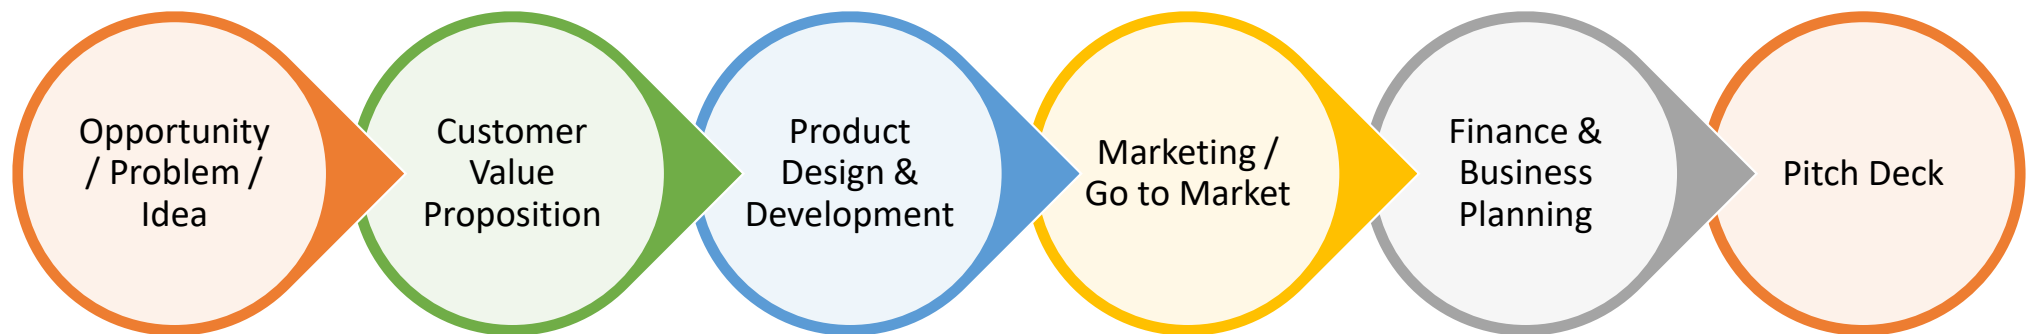 Opportunity
/ Problem /
Idea
Customer
Value
Proposition
Product
Design &
Development
Marketing /
Go to Market
Finance &
Business
Planning
Pitch Deck